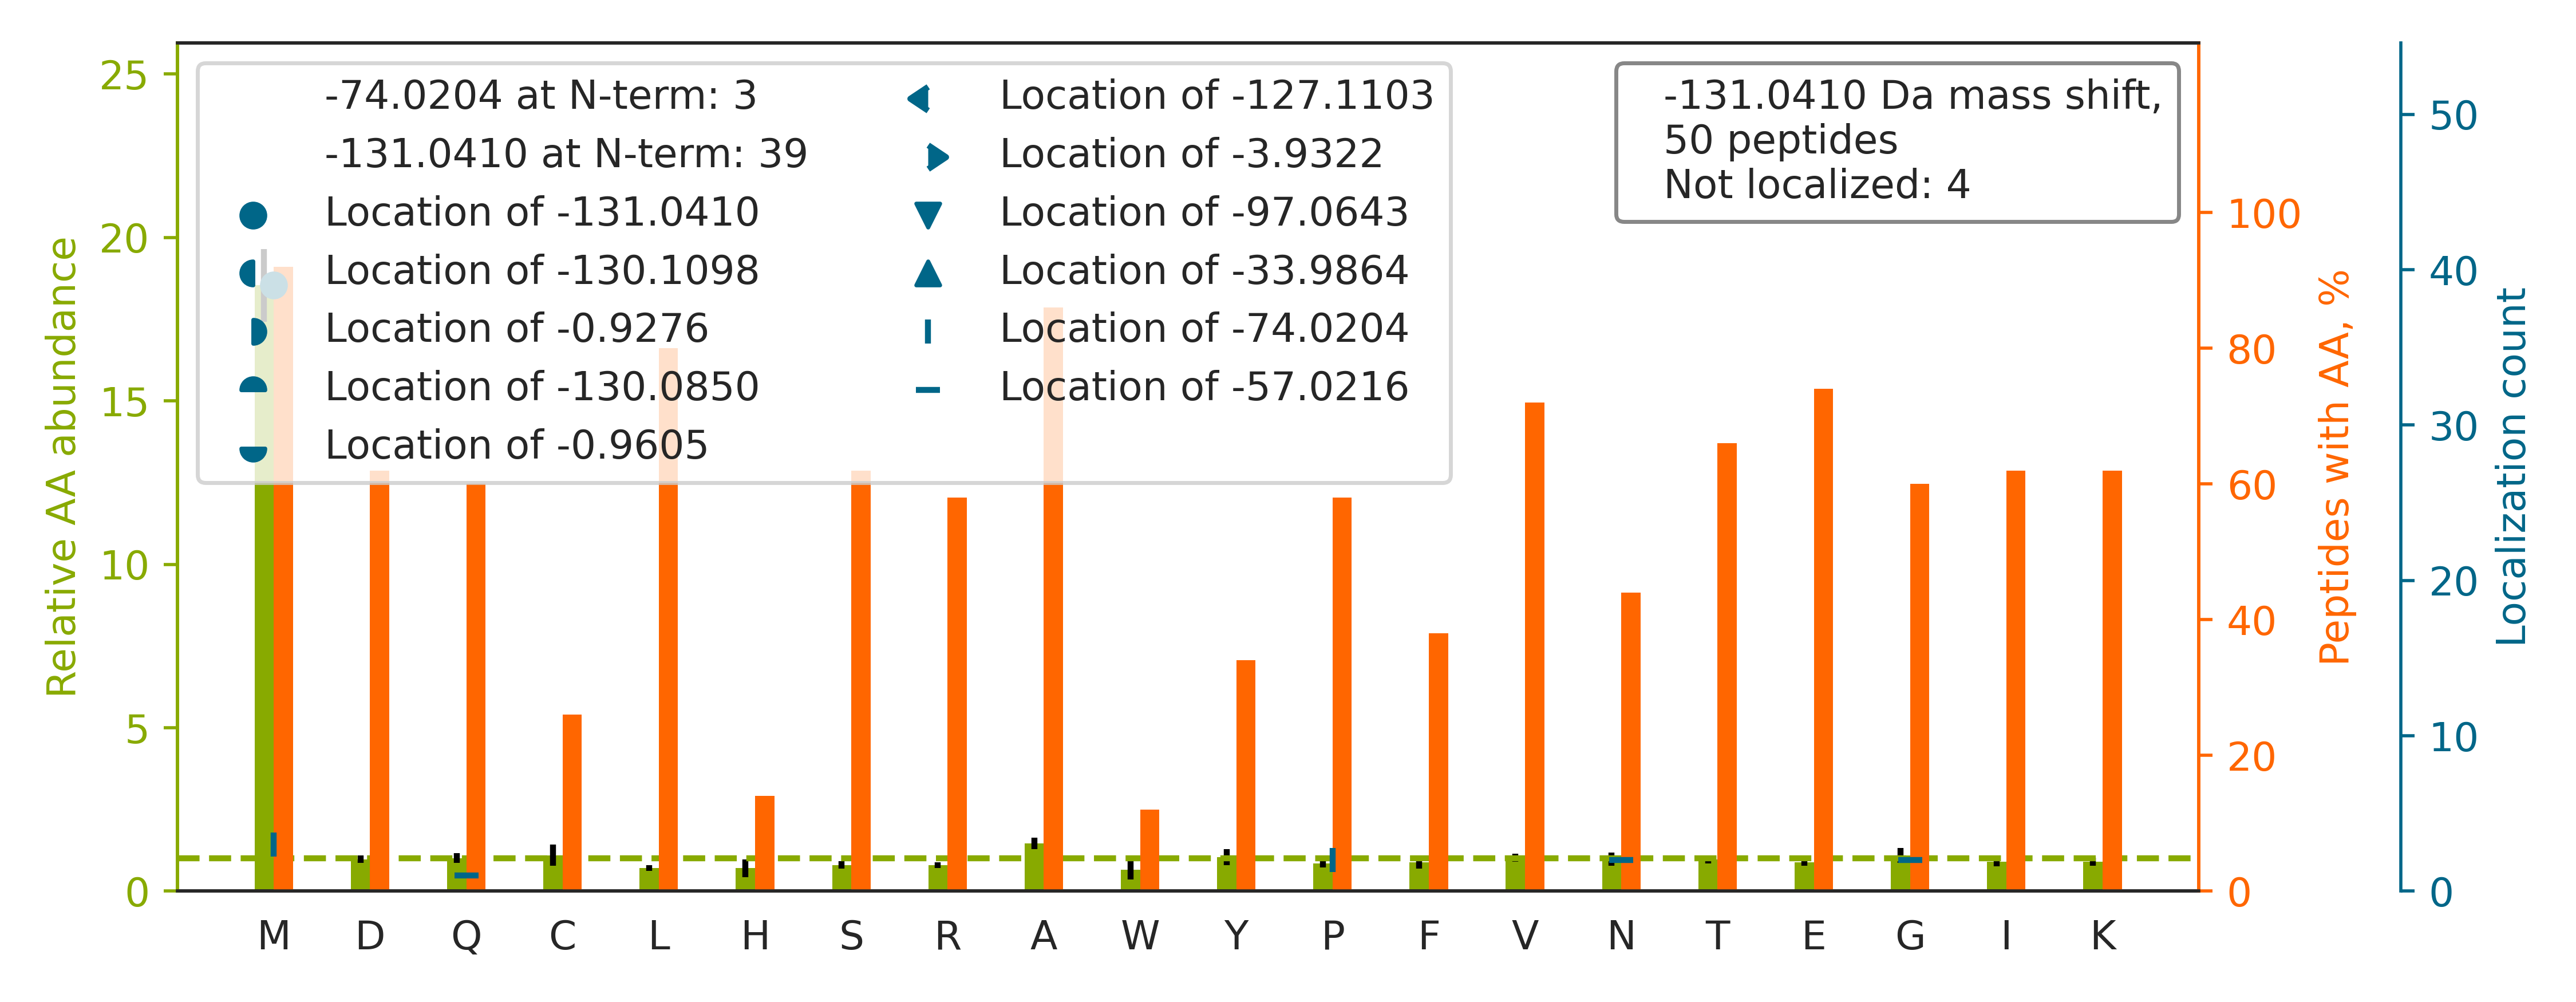 -74.0204 at N-term: 3
-131.0410 at N-term: 39
Location of -131.0410
Location of -130.1098
Location of -0.9276
Location of -130.0850
Location of -0.9605
Location of -127.1103
Location of -3.9322
Location of -97.0643
Location of -33.9864
Location of -74.0204
Location of -57.0216
-131.0410 Da mass shift,
50 peptides
Not localized: 4
Relative AA abundance
25
20
15
10
5
0
Peptides with AA, %
100
80
60
40
20
0
Localization count
50
40
30
20
10
0
M D Q C L H S R A W Y P F V N T E G I K